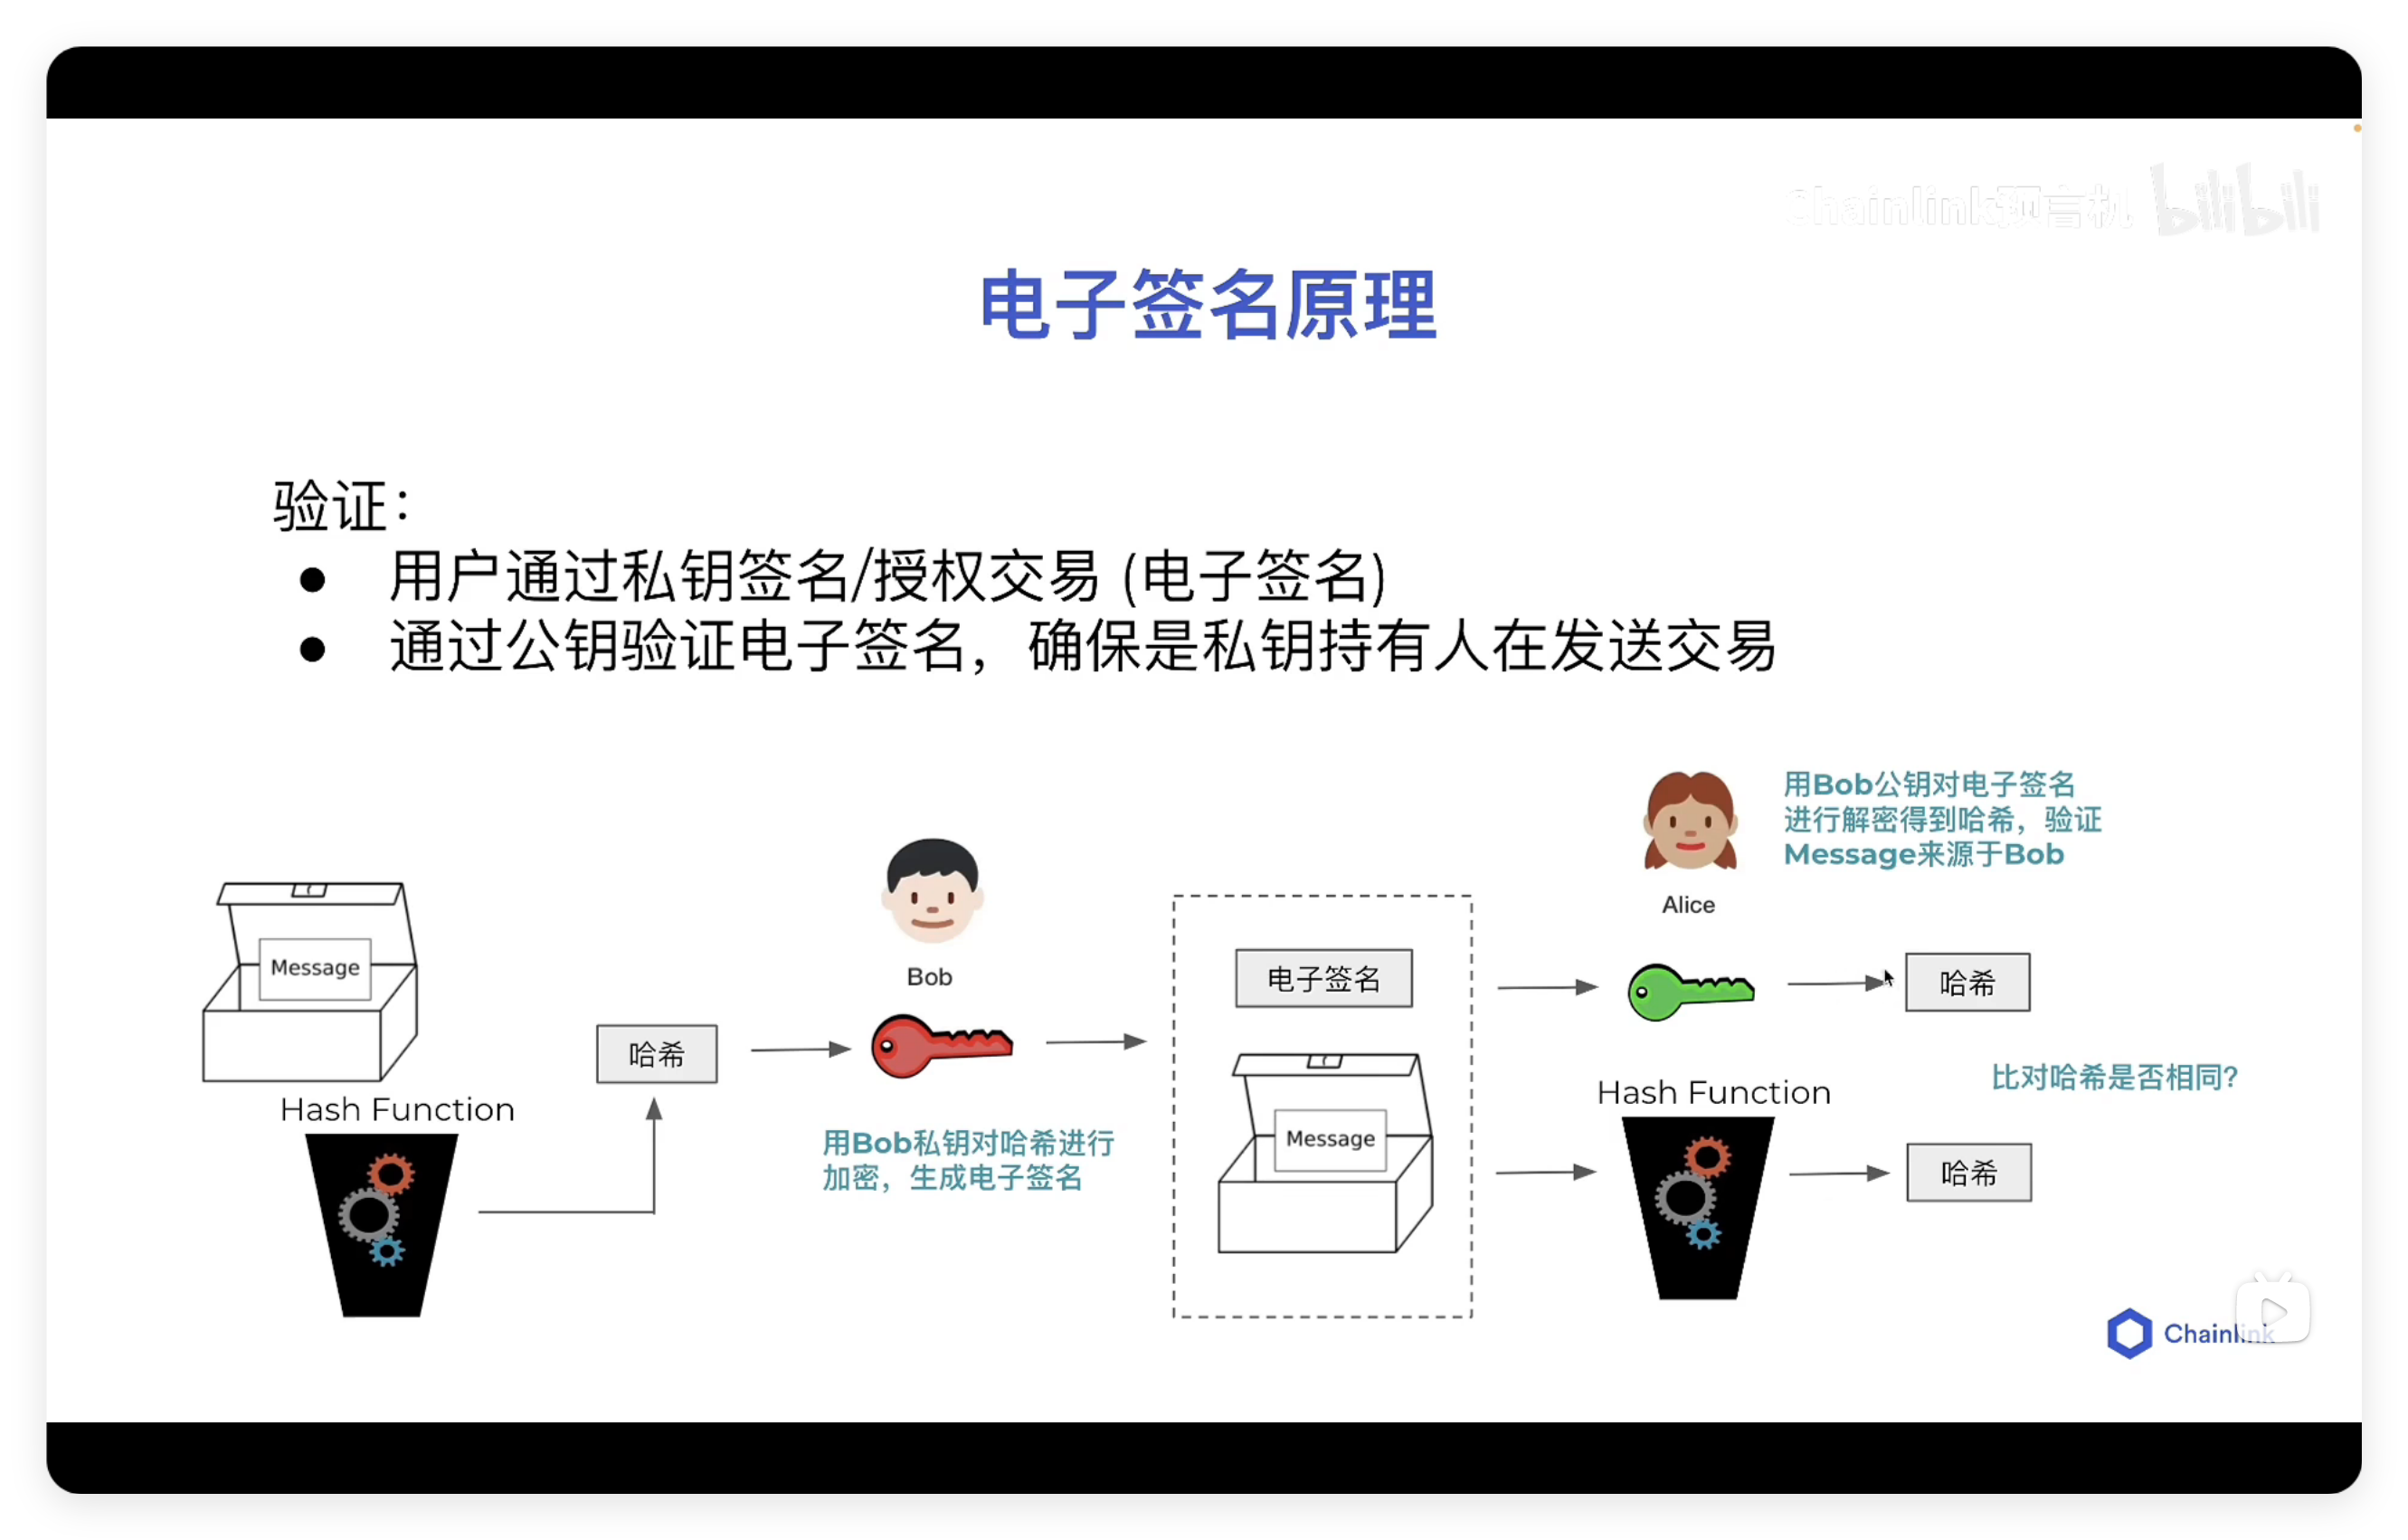 Chainlink预言机 bilibili
电子签名原理
验证：
● 用户通过私钥签名/授权交易 (电子签名)
● 通过公钥验证电子签名，确保是私钥持有人在发送交易
Message
Hash Function
哈希
Bob
用Bob私钥对哈希进行
加密，生成电子签名
电子签名
Message
Alice
用Bob公钥对电子签名
进行解密得到哈希，验证
Message来源于Bob
哈希
Hash Function
哈希
比对哈希是否相同?
Chainlink